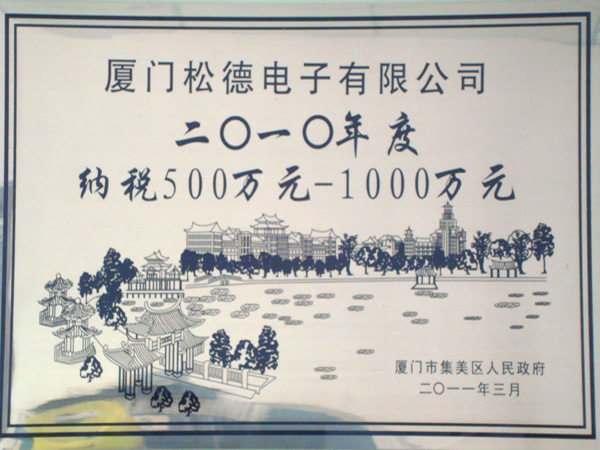 厦门松德电子有限公司
二〇一〇年度
纳税500万元-1000万元
厦门市集美区人民政府
二〇一一年三月